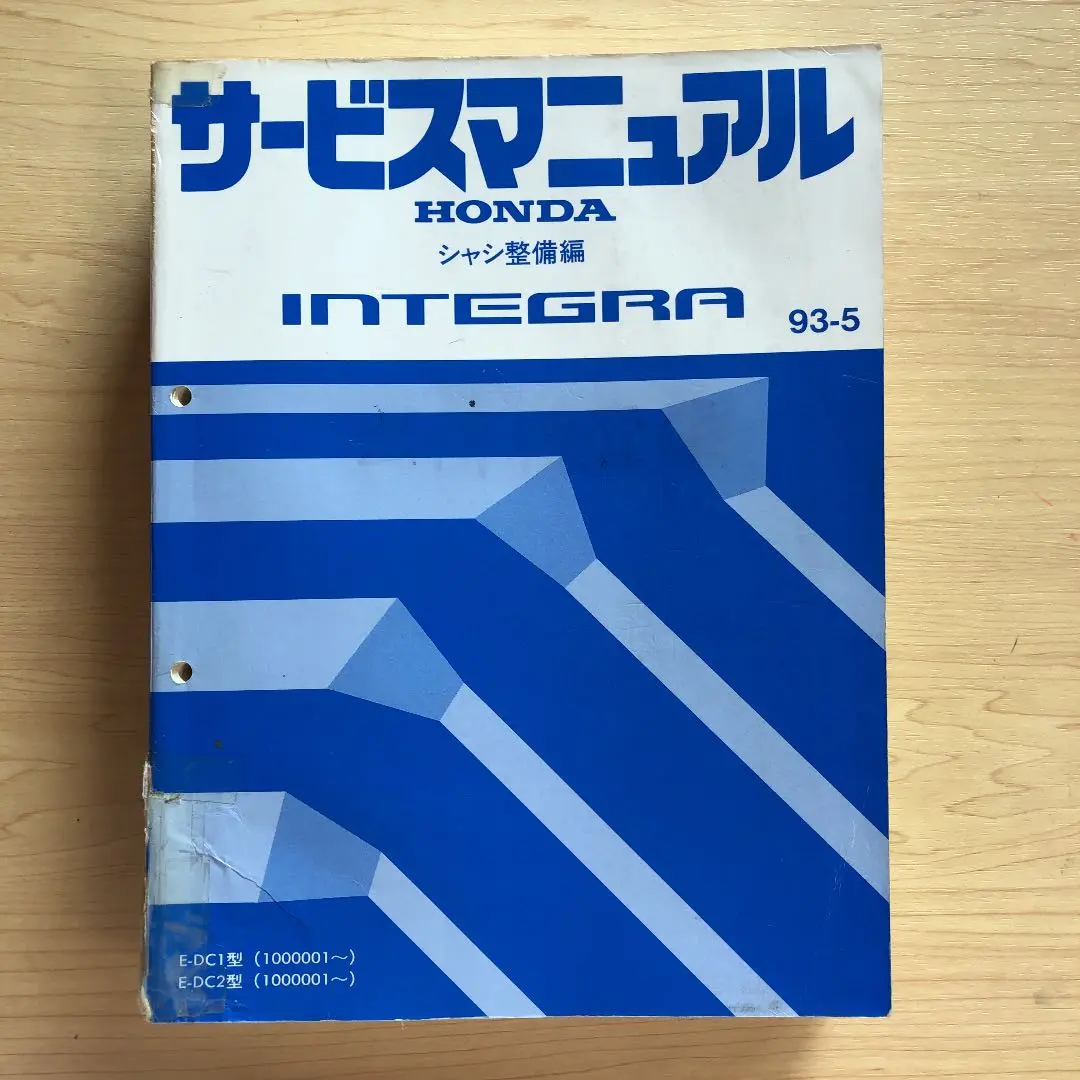 サービスマニュアル
HONDA
シャシ整備編
INTEGRA 93-5
E-DC1型 (1000001〜)
E-DC2型 (1000001〜)